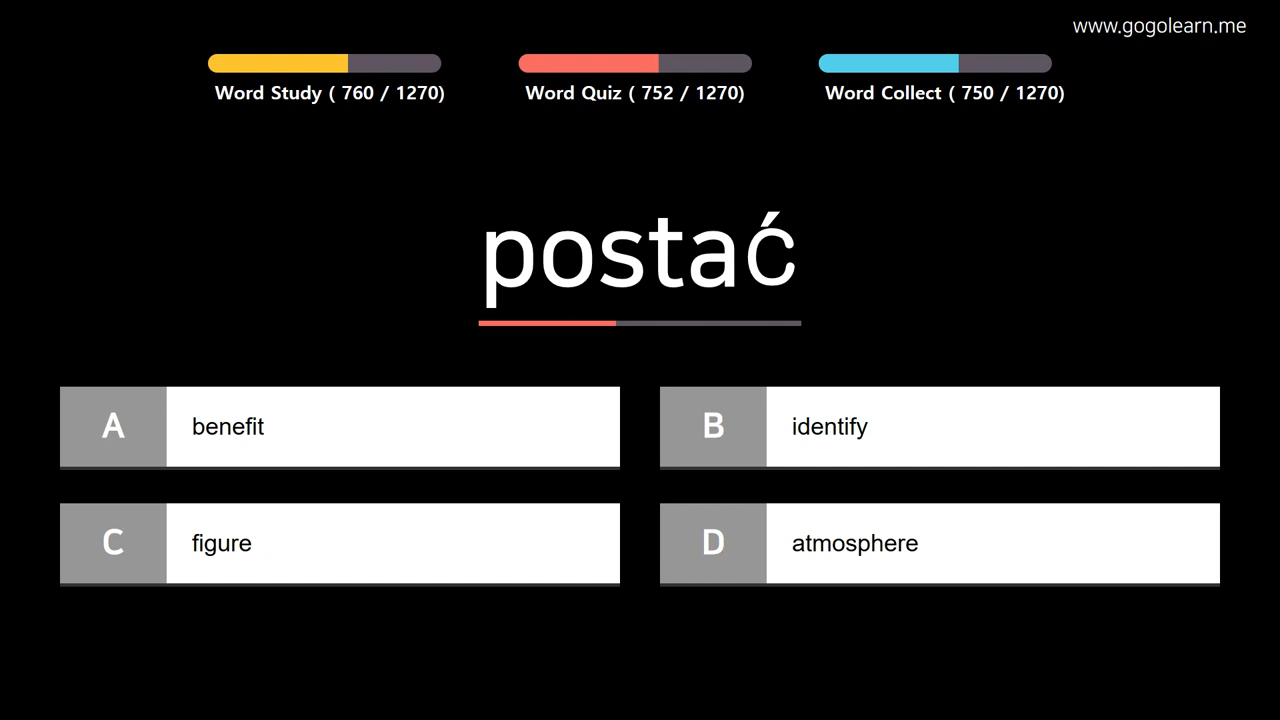 www.gogolearn.me
Word Study ( 760 / 1270)
Word Quiz ( 752 / 1270)
Word Collect ( 750 / 1270)
postać
A benefit
B identify
C figure
D atmosphere